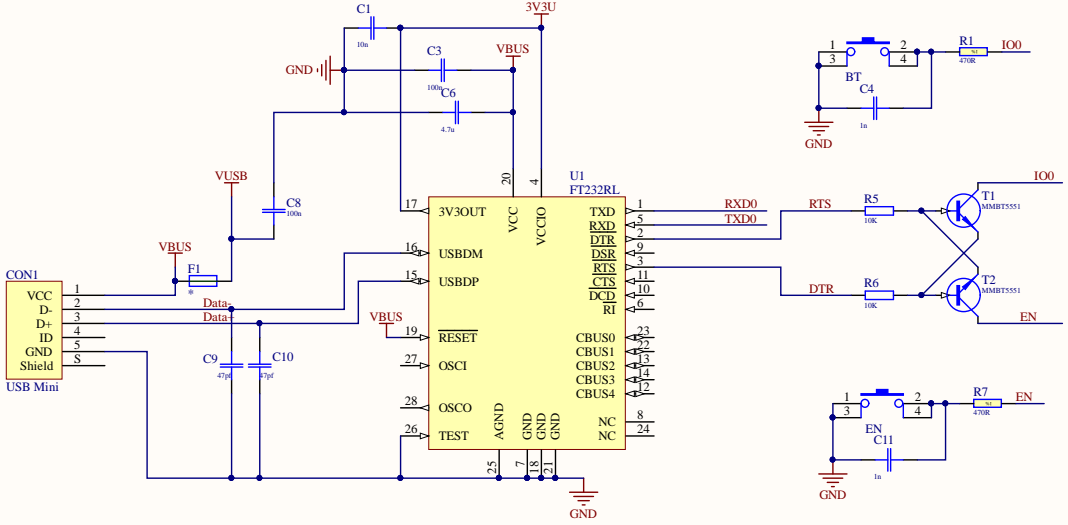 C1
10n
3V3U
C3
100n
VBUS
GND
C6
4.7u
1
3
2
4
BT
R1
%1
470R
IO0
C4
1n
GND
VUSB
C8
100n
VBUS
F1
*
CON1
VCC 1
D- 2
D+ 3
ID 4
GND 5
Shield S
USB Mini
Data-
Data+
C9
47pf
C10
47pf
VBUS
U1
FT232RL
20
VCC
4
VCCIO
17 3V3OUT
16 USBDM
15 USBDP
19 RESET
27 OSCI
28 OSCO
26 TEST
TXD 1
RXD 5
DTR 2
DSR 9
RTS 3
CTS 11
DCD 10
RI 6
CBUS0 23
CBUS1 22
CBUS2 13
CBUS3 14
CBUS4 12
NC 8
NC 24
AGND
GND
GND
GND
25
7
18
21
GND
RXD0
TXD0
RTS
R5
10K
T1
MMBT5551
IO0
DTR
R6
10K
T2
MMBT5551
EN
1
3
2
4
EN
R7
%1
470R
EN
C11
1n
GND